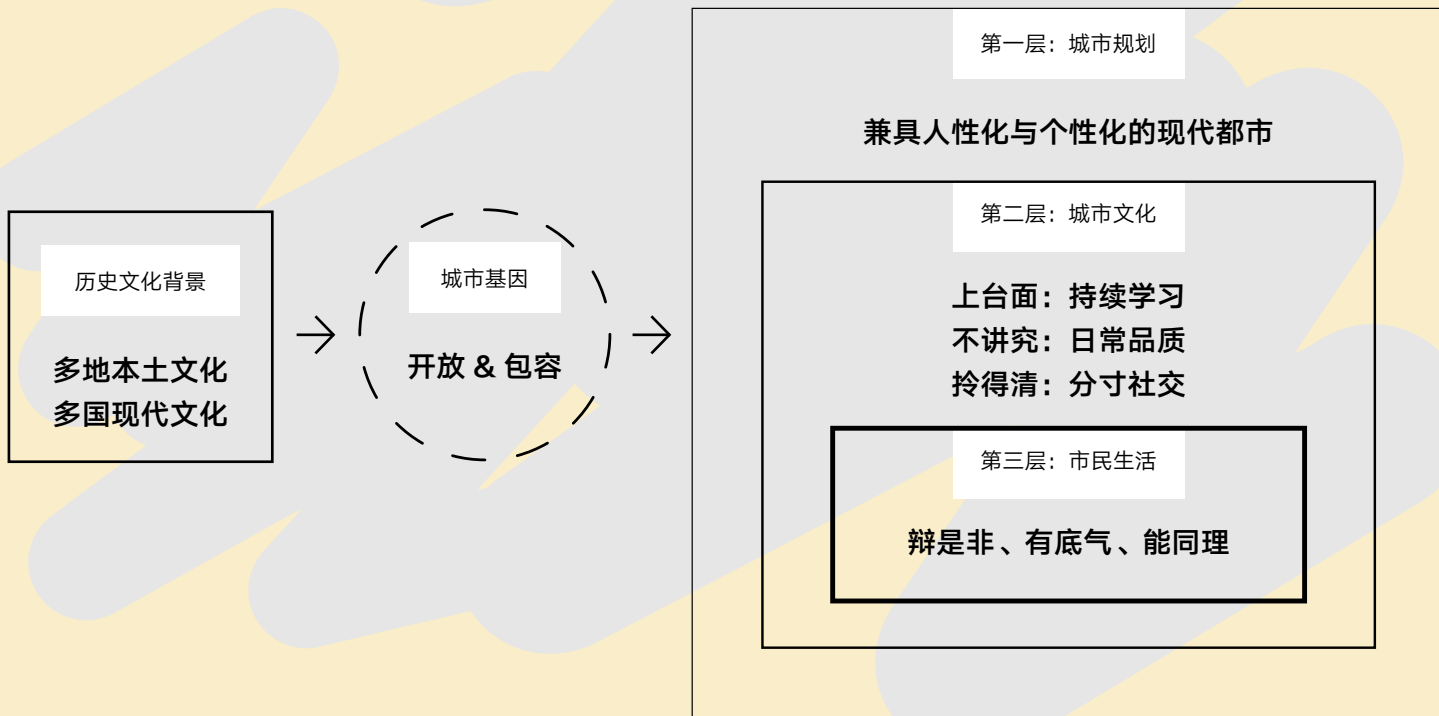 历史文化背景
多地本土文化
多国现代文化
城市基因
开放 & 包容
第一层：城市规划
兼具人性化与个性化的现代都市
第二层：城市文化
上台面：持续学习
不讲究：日常品质
拎得清：分寸社交
第三层：市民生活
辩是非、有底气、能同理